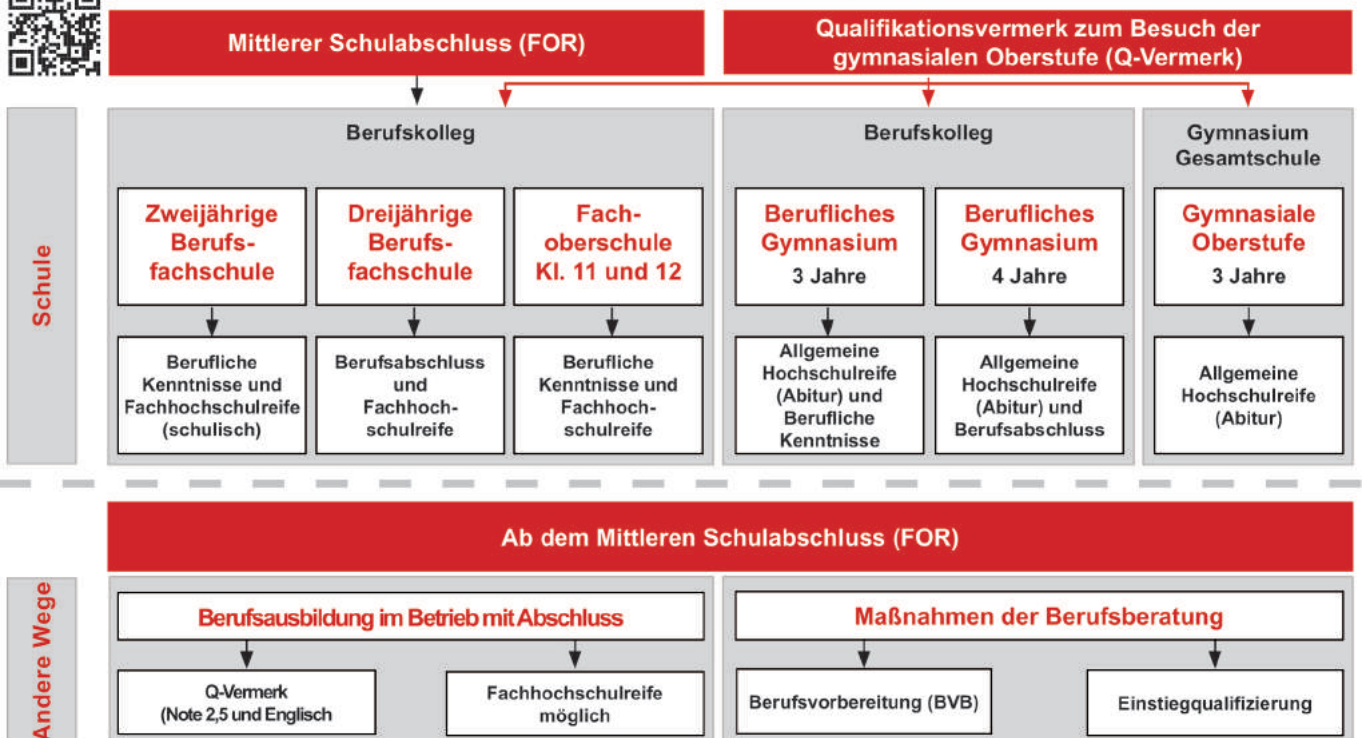 Mittlerer Schulabschluss (FOR)
Qualifikationsvermerk zum Besuch der
gymnasialen Oberstufe (Q-Vermerk)
Schule
Berufskolleg
Zweijährige
Berufs-
fachschule
Dreijährige
Berufs-
fachschule
Fach-
oberschule
Kl. 11 und 12
Berufliche
Kenntnisse und
Fachhochschulreife
(schulisch)
Berufsabschluss
und
Fachhoch-
schulreife
Berufliche
Kenntnisse und
Fachhoch-
schulreife
Berufskolleg
Berufliches
Gymnasium
3 Jahre
Berufliches
Gymnasium
4 Jahre
Allgemeine
Hochschulreife
(Abitur) und
Berufliche
Kenntnisse
Allgemeine
Hochschulreife
(Abitur) und
Berufsabschluss
Gymnasium
Gesamtschule
Gymnasiale
Oberstufe
3 Jahre
Allgemeine
Hochschulreife
(Abitur)
Ab dem Mittleren Schulabschluss (FOR)
Andere Wege
Berufsausbildung im Betrieb mit Abschluss
Q-Vermerk
(Note 2,5 und Englisch
Fachhochschulreife
möglich
Maßnahmen der Berufsberatung
Berufsvorbereitung (BVB)
Einstiegqualifizierung